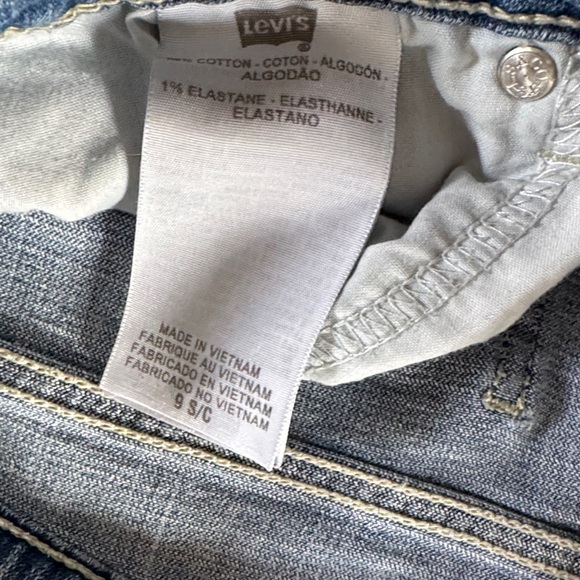 Levi's
®
COTTON - COTON - ALGODÓN -
ALGODÃO
1% ELASTANE - ELASTHANNE -
ELASTANO
MADE IN VIETNAM
FABRIQUE AU VIETNAM
FABRICADO EN VIETNAM
FABRICADO NO VIETNAM
9 S/C